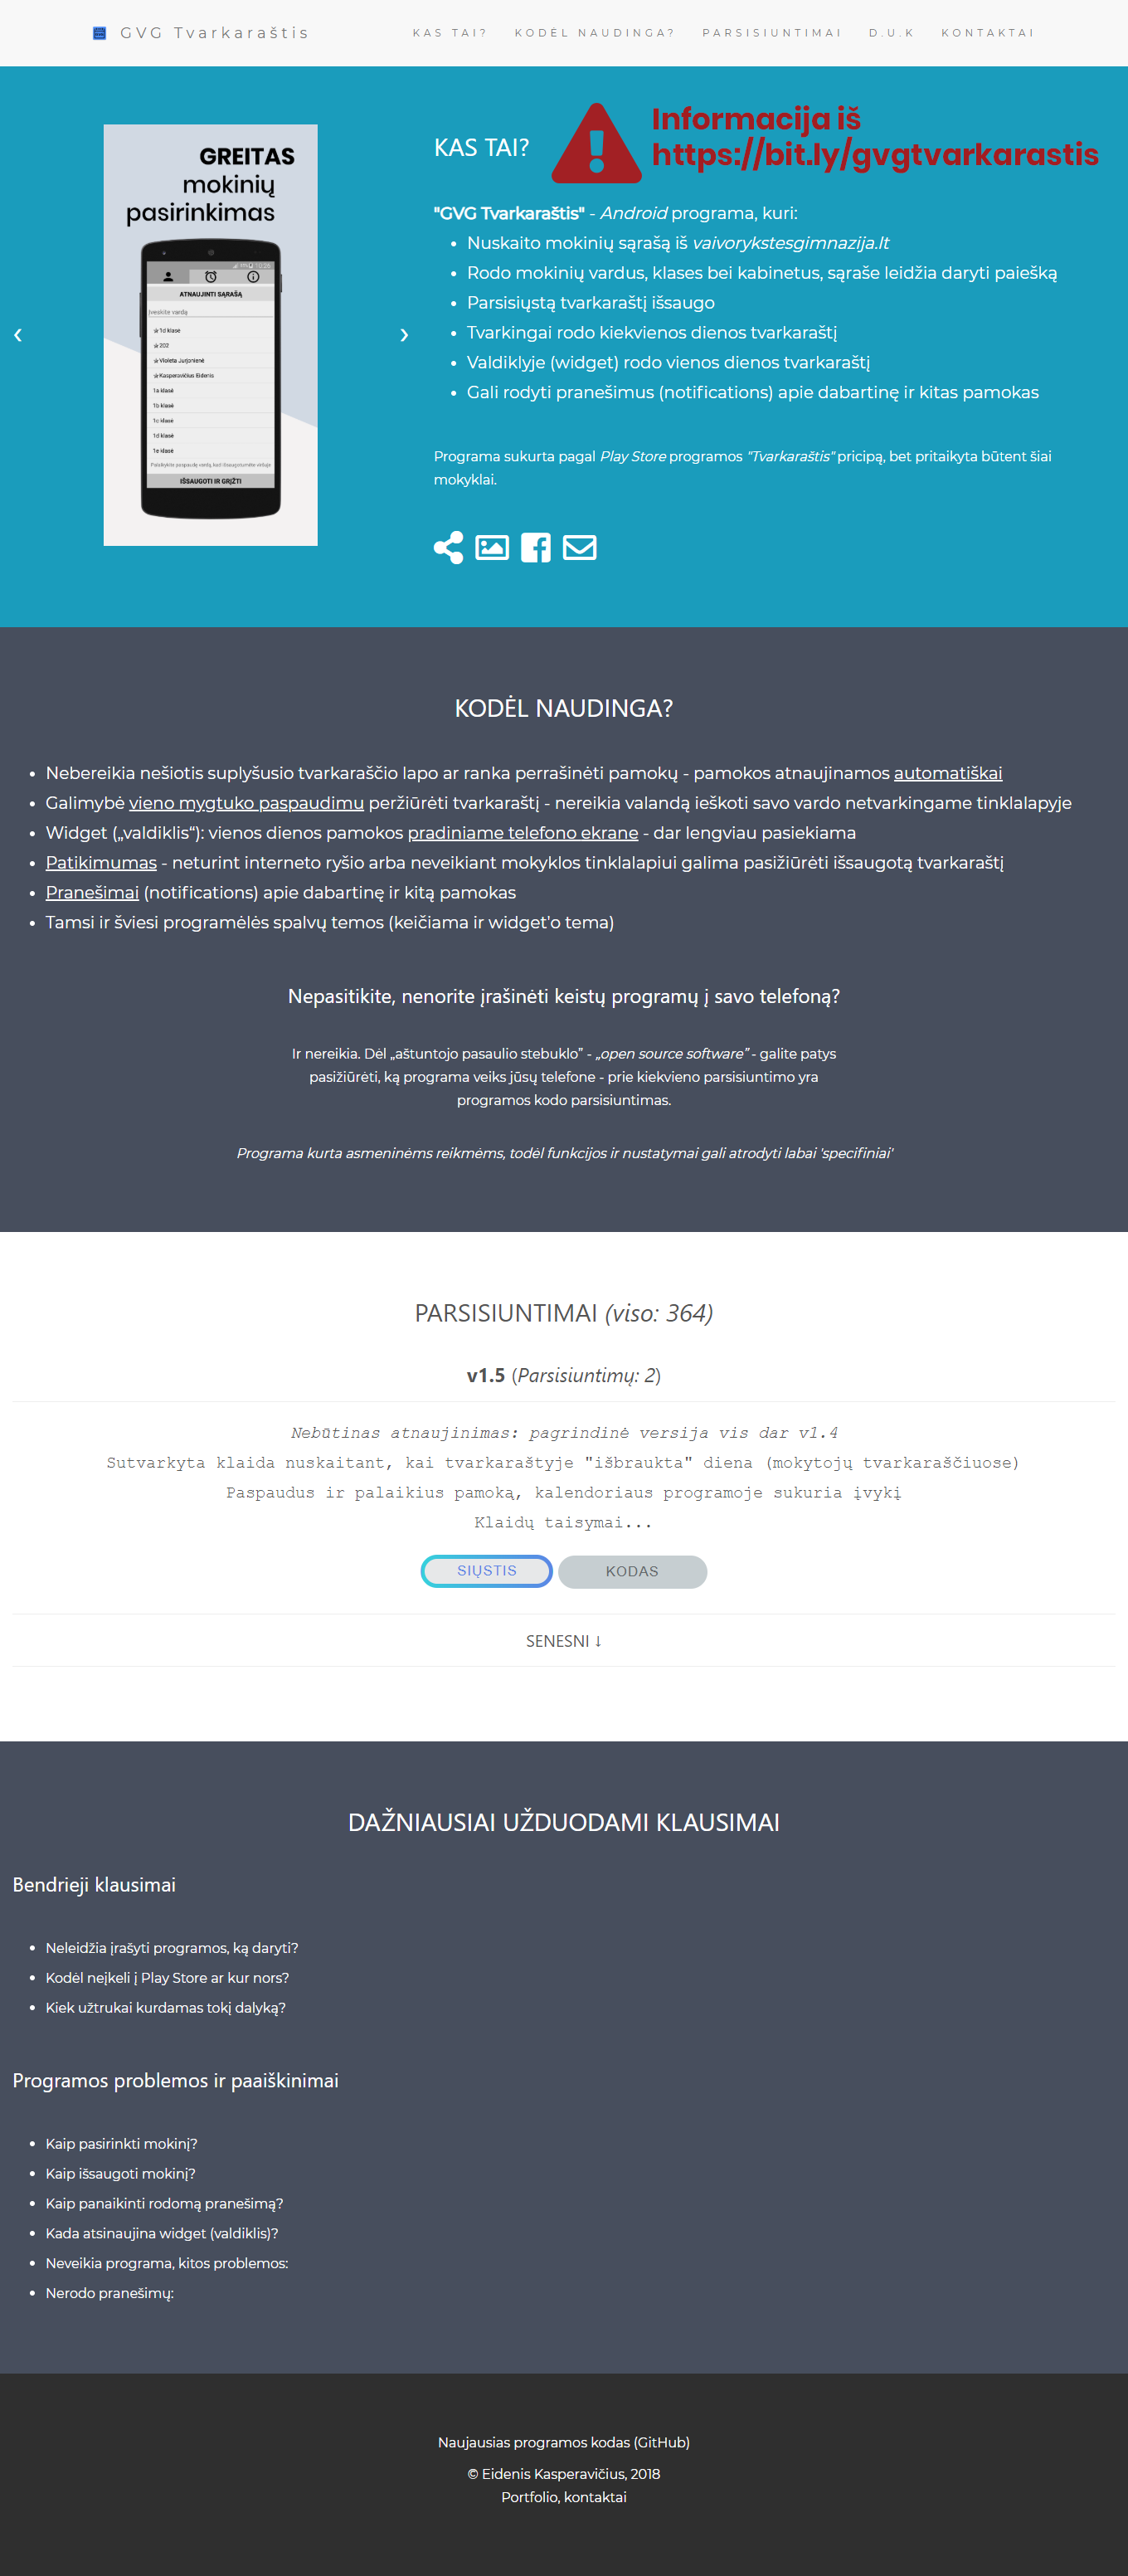 GVG Tvarkaraštis
KAS TAI?
KODĖL NAUDINGA?
PARSISIUNTIMAI
D.U.K
KONTAKTAI
GREITAS
mokinių
pasirinkimas
ATNAUJINTI SĄRAŠĄ
Įveskite vardą
1d klasė
202
Violeta Jurjonienė
Kasperavičius Eidenis
1a klasė
1b klasė
1c klasė
1d klasė
1e klasė
IŠSAUGOTI IR GRĮŽTI
❮
❯
KAS TAI?
Informacija iš
https://bit.ly/gvgtvarkarastis
"GVG Tvarkaraštis" - Android programa, kuri:
• Nuskaito mokinių sąrašą iš vaivorykstesgimnazija.lt
• Rodo mokinių vardus, klases bei kabinetus, sąraše leidžia daryti paiešką
• Parsisiųstą tvarkaraštį išsaugo
• Tvarkingai rodo kiekvienos dienos tvarkaraštį
• Valdiklyje (widget) rodo vienos dienos tvarkaraštį
• Gali rodyti pranešimus (notifications) apie dabartinę ir kitas pamokas
Programa sukurta pagal Play Store programos "Tvarkaraštis" pricipą, bet pritaikyta būtent šiai
mokyklai.
KODĖL NAUDINGA?
• Nebereikia nešiotis suplyšusio tvarkaraščio lapo ar ranka perrašinėti pamokų - pamokos atnaujinamos automatiškai
• Galimybė vieno mygtuko paspaudimu peržiūrėti tvarkaraštį - nereikia valandą ieškoti savo vardo netvarkingame tinklalapyje
• Widget („valdiklis“): vienos dienos pamokos pradiniame telefono ekrane - dar lengviau pasiekiama
• Patikimumas - neturint interneto ryšio arba neveikiant mokyklos tinklalapiui galima pasižiūrėti išsaugotą tvarkaraštį
• Pranešimai (notifications) apie dabartinę ir kitą pamokas
• Tamsi ir šviesi programėlės spalvų temos (keičiama ir widget'o tema)
Nepasitikite, nenorite įrašinėti keistų programų į savo telefoną?
Ir nereikia. Dėl „aštuntojo pasaulio stebuklo” - „open source software” - galite patys
pasižiūrėti, ką programa veiks jūsų telefone - prie kiekvieno parsisiuntimo yra
programos kodo parsisiuntimas.
Programa kurta asmeninėms reikmėms, todėl funkcijos ir nustatymai gali atrodyti labai 'specifiniai'
PARSISIUNTIMAI (viso: 364)
v1.5 (Parsisiuntimų: 2)
Nebūtinas atnaujinimas: pagrindinė versija vis dar v1.4
Sutvarkyta klaida nuskaitant, kai tvarkaraštyje "išbraukta" diena (mokytojų tvarkaraščiuose)
Paspaudus ir palaikius pamoką, kalendoriaus programoje sukuria įvykį
Klaidų taisymai...
SIŲSTIS
KODAS
SENESNI ↓
DAŽNIAUSIAI UŽDUODAMI KLAUSIMAI
Bendrieji klausimai
• Neleidžia įrašyti programos, ką daryti?
• Kodėl neįkeli į Play Store ar kur nors?
• Kiek užtrukai kurdamas tokį dalyką?
Programos problemos ir paaiškinimai
• Kaip pasirinkti mokinį?
• Kaip išsaugoti mokinį?
• Kaip panaikinti rodomą pranešimą?
• Kada atsinaujina widget (valdiklis)?
• Neveikia programa, kitos problemos:
• Nerodo pranešimų:
Naujausias programos kodas (GitHub)
© Eidenis Kasperavičius, 2018
Portfolio, kontaktai